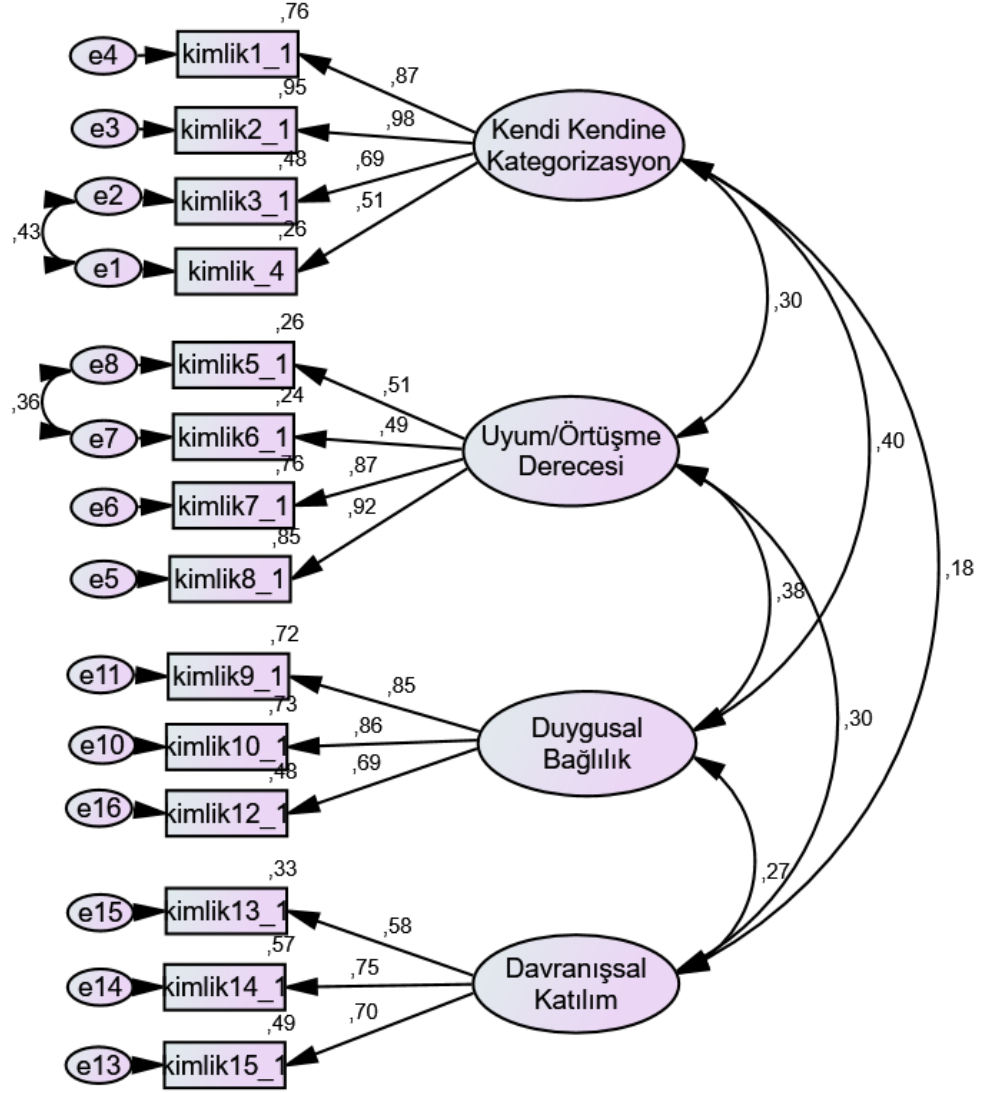 ,76
e4 kimlik1_1 ,87
,95
e3 kimlik2_1 ,98
,48
e2 kimlik3_1 ,69
,43
,26
e1 kimlik_4 ,51
Kendi Kendine
Kategorizasyon
,30
,26
e8 kimlik5_1 ,51
,36
,24
e7 kimlik6_1 ,49
,76
e6 kimlik7_1 ,87
,85
e5 kimlik8_1 ,92
Uyum/Örtüşme
Derecesi
,40
,38
,18
,72
e11 kimlik9_1 ,85
,73
e10 kimlik10_1 ,86
,48
e16 kimlik12_1 ,69
Duygusal
Bağlılık
,30
,27
,33
e15 kimlik13_1 ,58
,57
e14 kimlik14_1 ,75
,49
e13 kimlik15_1 ,70
Davranışsal
Katılım